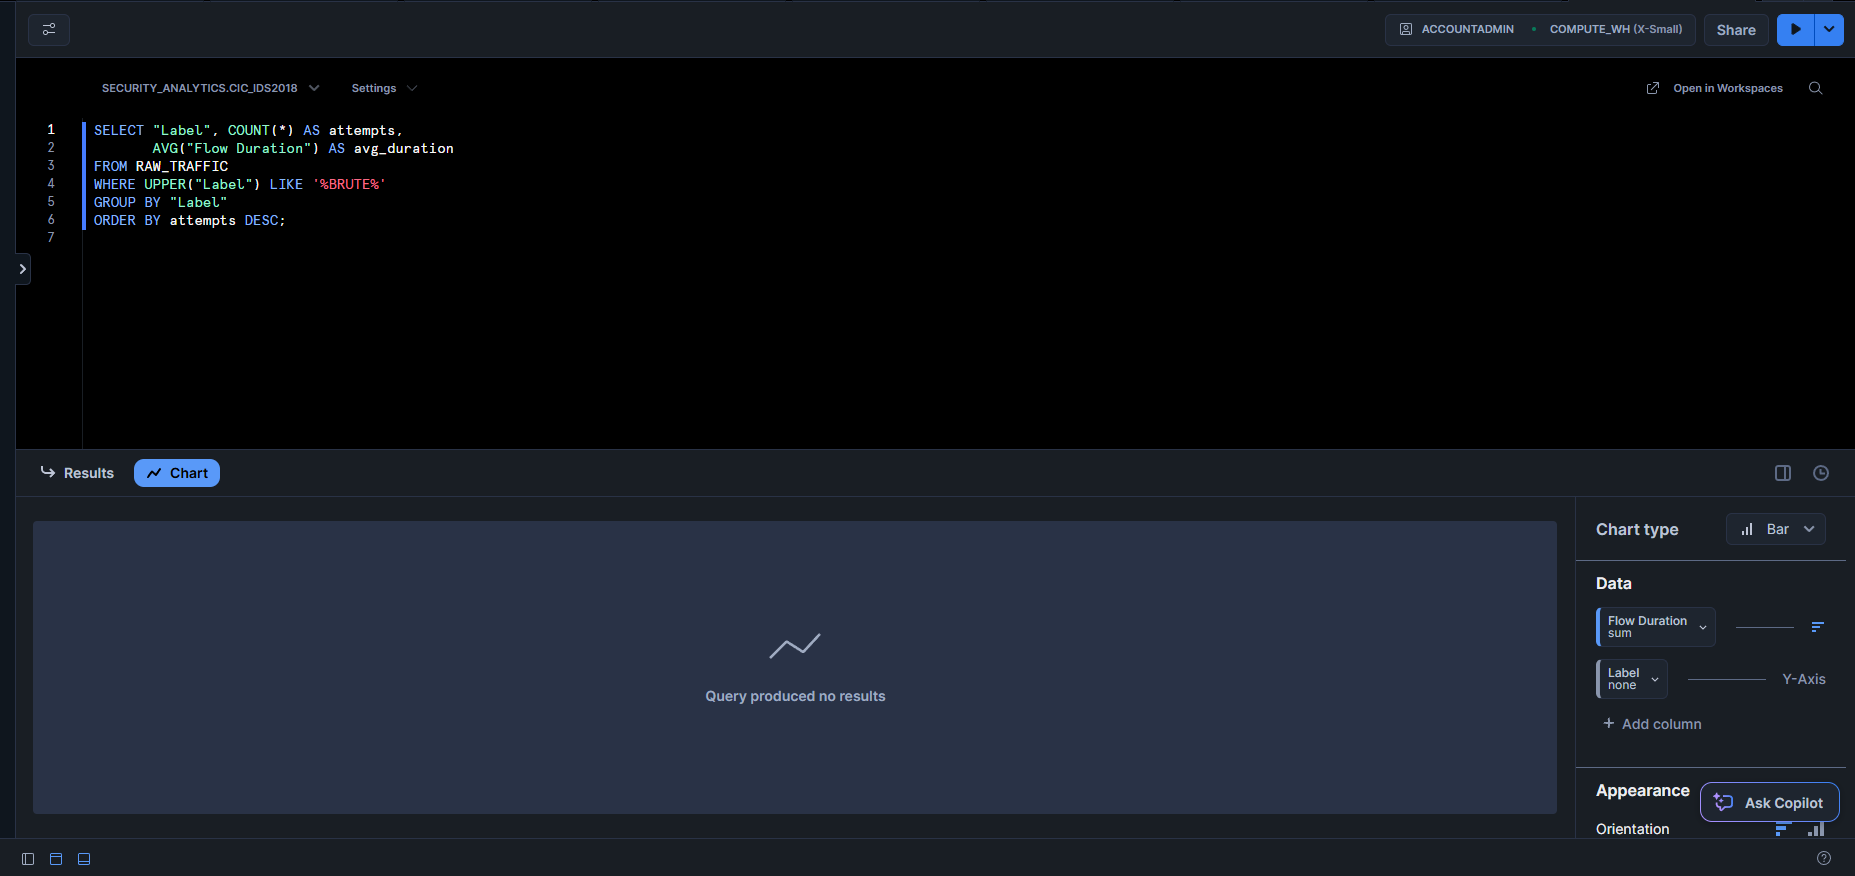 ACCOUNTADMIN COMPUTE_WH (X-Small) Share
SECURITY_ANALYTICS.CIC_IDS2018 Settings Open in Workspaces
1 SELECT "Label", COUNT(*) AS attempts,
2 AVG("Flow Duration") AS avg_duration
3 FROM RAW_TRAFFIC
4 WHERE UPPER("Label") LIKE '%BRUTE%'
5 GROUP BY "Label"
6 ORDER BY attempts DESC;
7
Results Chart
Chart type Bar
Data
Flow Duration
sum
Label
none
Y-Axis
+ Add column
Query produced no results
Appearance
Ask Copilot
Orientation